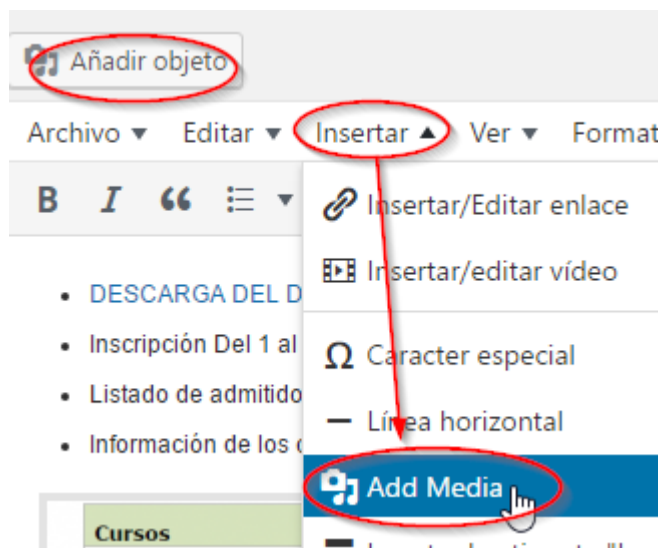 Añadir objeto
Archivo Editar Insertar Ver Format
B I
DESCARGA DEL D
Insertar/Editar enlace
Insertar/editar vídeo
Inscripción Del 1 al
Ω Caracter especial
Listado de admitido
Línea horizontal
Información de los
Add Media
Cursos